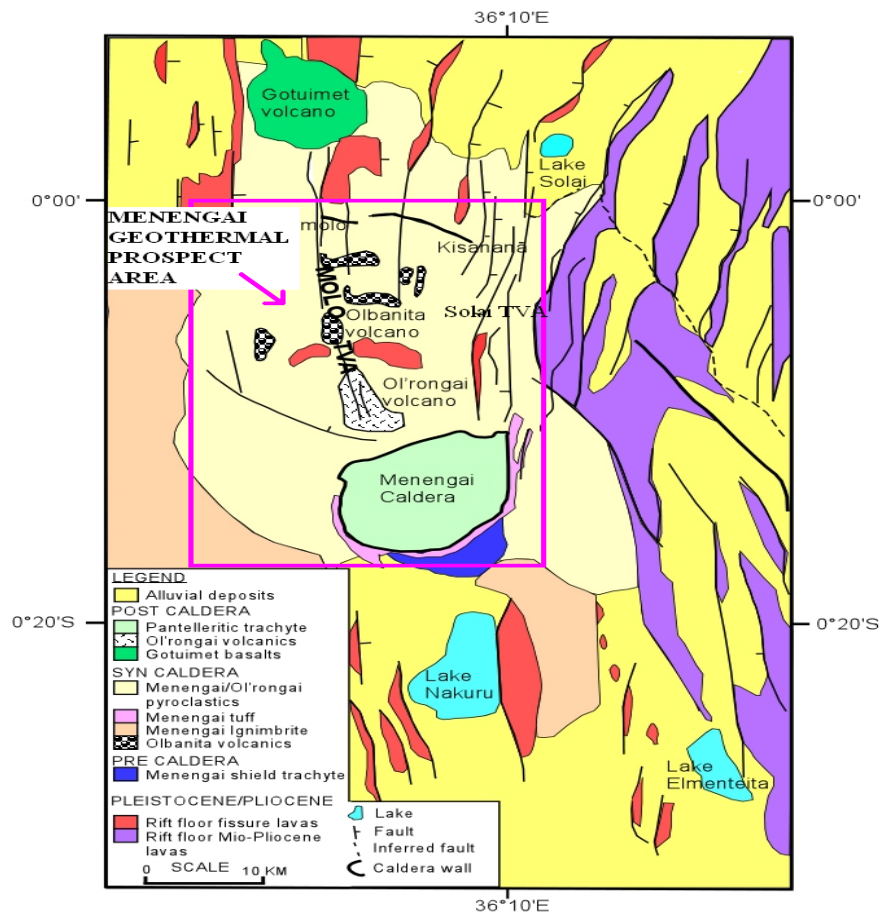 36°10'E
Gotuimet
volcano
Lake
Solai
0°00'
0°00'
MENENGAI
GEOTHERMAL
PROSPECT
AREA
molo
Kisanana
MOLO TVA
Olbanita
volcano
Solai TVA
Ol'rongai
volcano
Menengai
Caldera
LEGEND
Alluvial deposits
POST CALDERA
Pantelleritic trachyte
Ol'rongai volcanics
Gotuimet basalts
SYN CALDERA
Menengai/Ol'rongai
pyroclastics
Menengai tuff
Menengai Ignimbrite
Olbanita volcanics
PRE CALDERA
Menengai shield trachyte
PLEISTOCENE/PLIOCENE
Rift floor fissure lavas
Rift floor Mio-Pliocene
lavas
SCALE
0 10 KM
Lake
Fault
Inferred fault
Caldera wall
0°20'S
0°20'S
Lake
Nakuru
Lake
Elmenteita
36°10'E